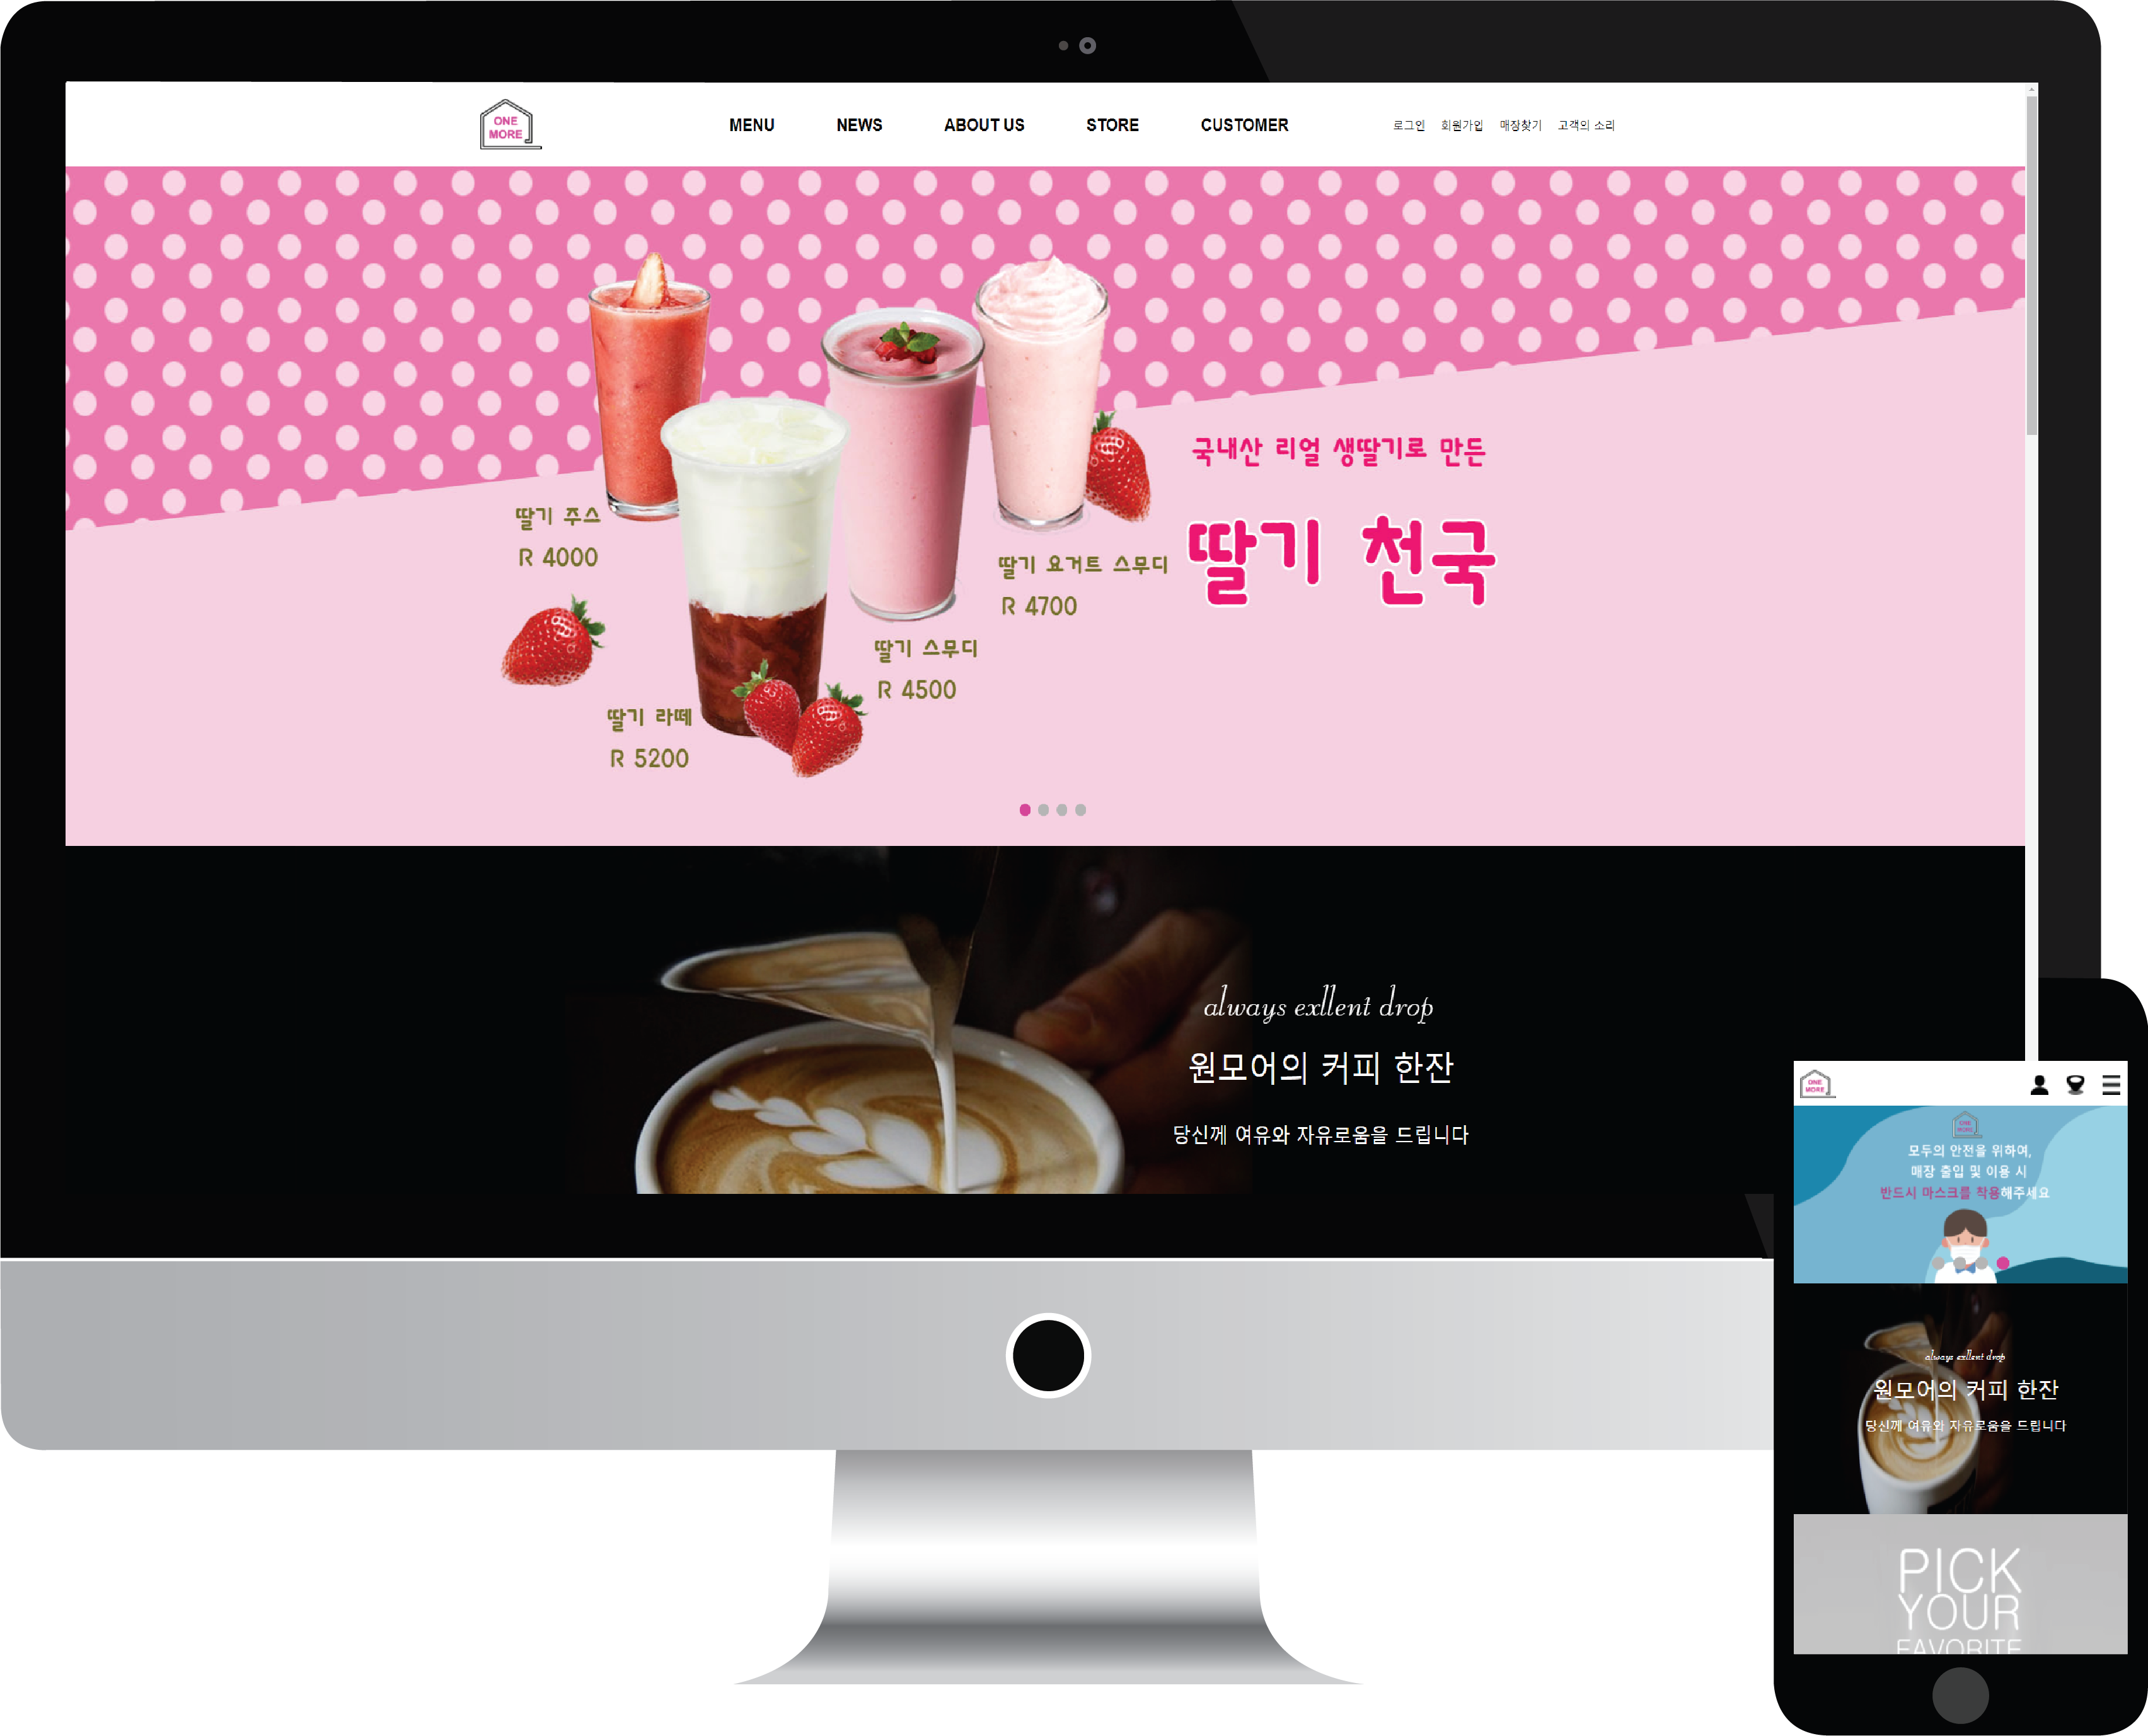 ONE
MORE
MENU NEWS ABOUT US STORE CUSTOMER 로그인 회원가입 매장찾기 고객의 소리
국내산 리얼 생딸기로 만든
딸기 천국
딸기 주스
R 4000
딸기 요거트 스무디
R 4700
딸기 스무디
R 4500
딸기 라떼
R 5200
always exllent drop
원모어의 커피 한잔
당신께 여유와 자유로움을 드립니다
ONE
MORE
ONE
MORE
모두의 안전을 위하여,
매장 출입 및 이용 시
반드시 마스크를 착용해주세요
always exllent drop
원모어의 커피 한잔
당신께 여유와 자유로움을 드립니다
PICK
YOUR
FAVORITE